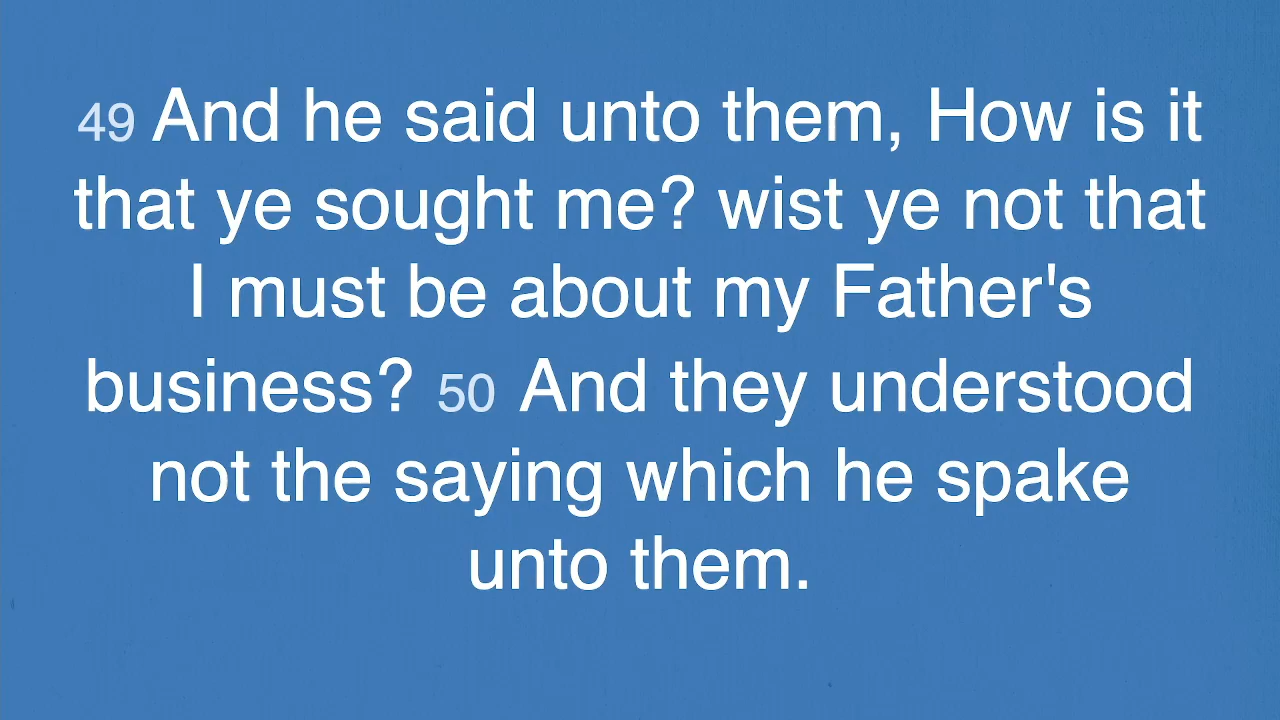 49 And he said unto them, How is it
that ye sought me? wist ye not that
I must be about my Father's
business? 50 And they understood
not the saying which he spake
unto them.